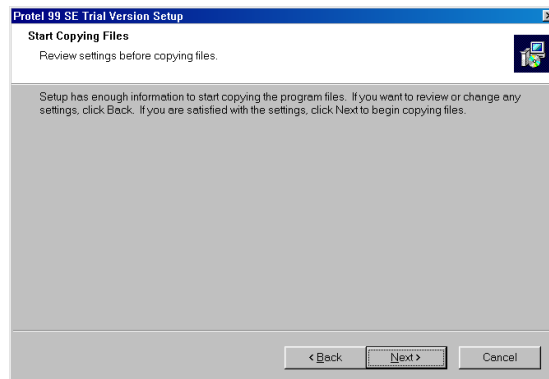 Protel 99 SE Trial Version Setup
Start Copying Files
Review settings before copying files.
Setup has enough information to start copying the program files. If you want to review or change any
settings, click Back. If you are satisfied with the settings, click Next to begin copying files.
< Back Next > Cancel